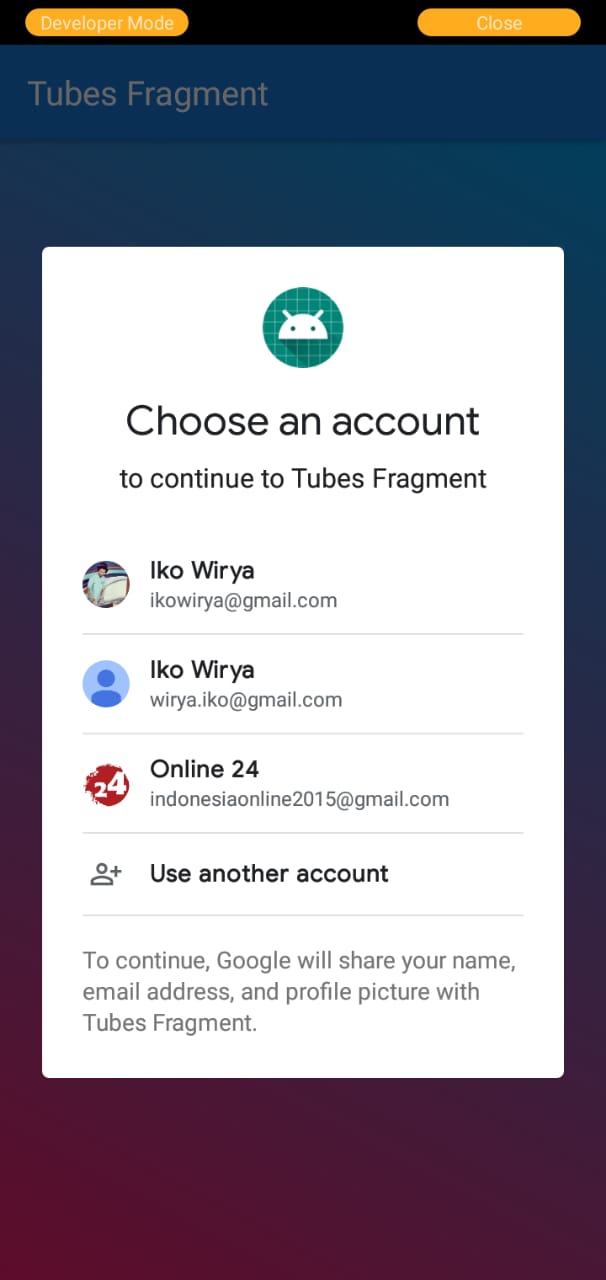 Developer Mode
Close
Tubes Fragment
Choose an account
to continue to Tubes Fragment
Iko Wirya
ikowirya@gmail.com
Iko Wirya
wirya.iko@gmail.com
24
Online 24
indonesiaonline2015@gmail.com
Use another account
To continue, Google will share your name,
email address, and profile picture with
Tubes Fragment.